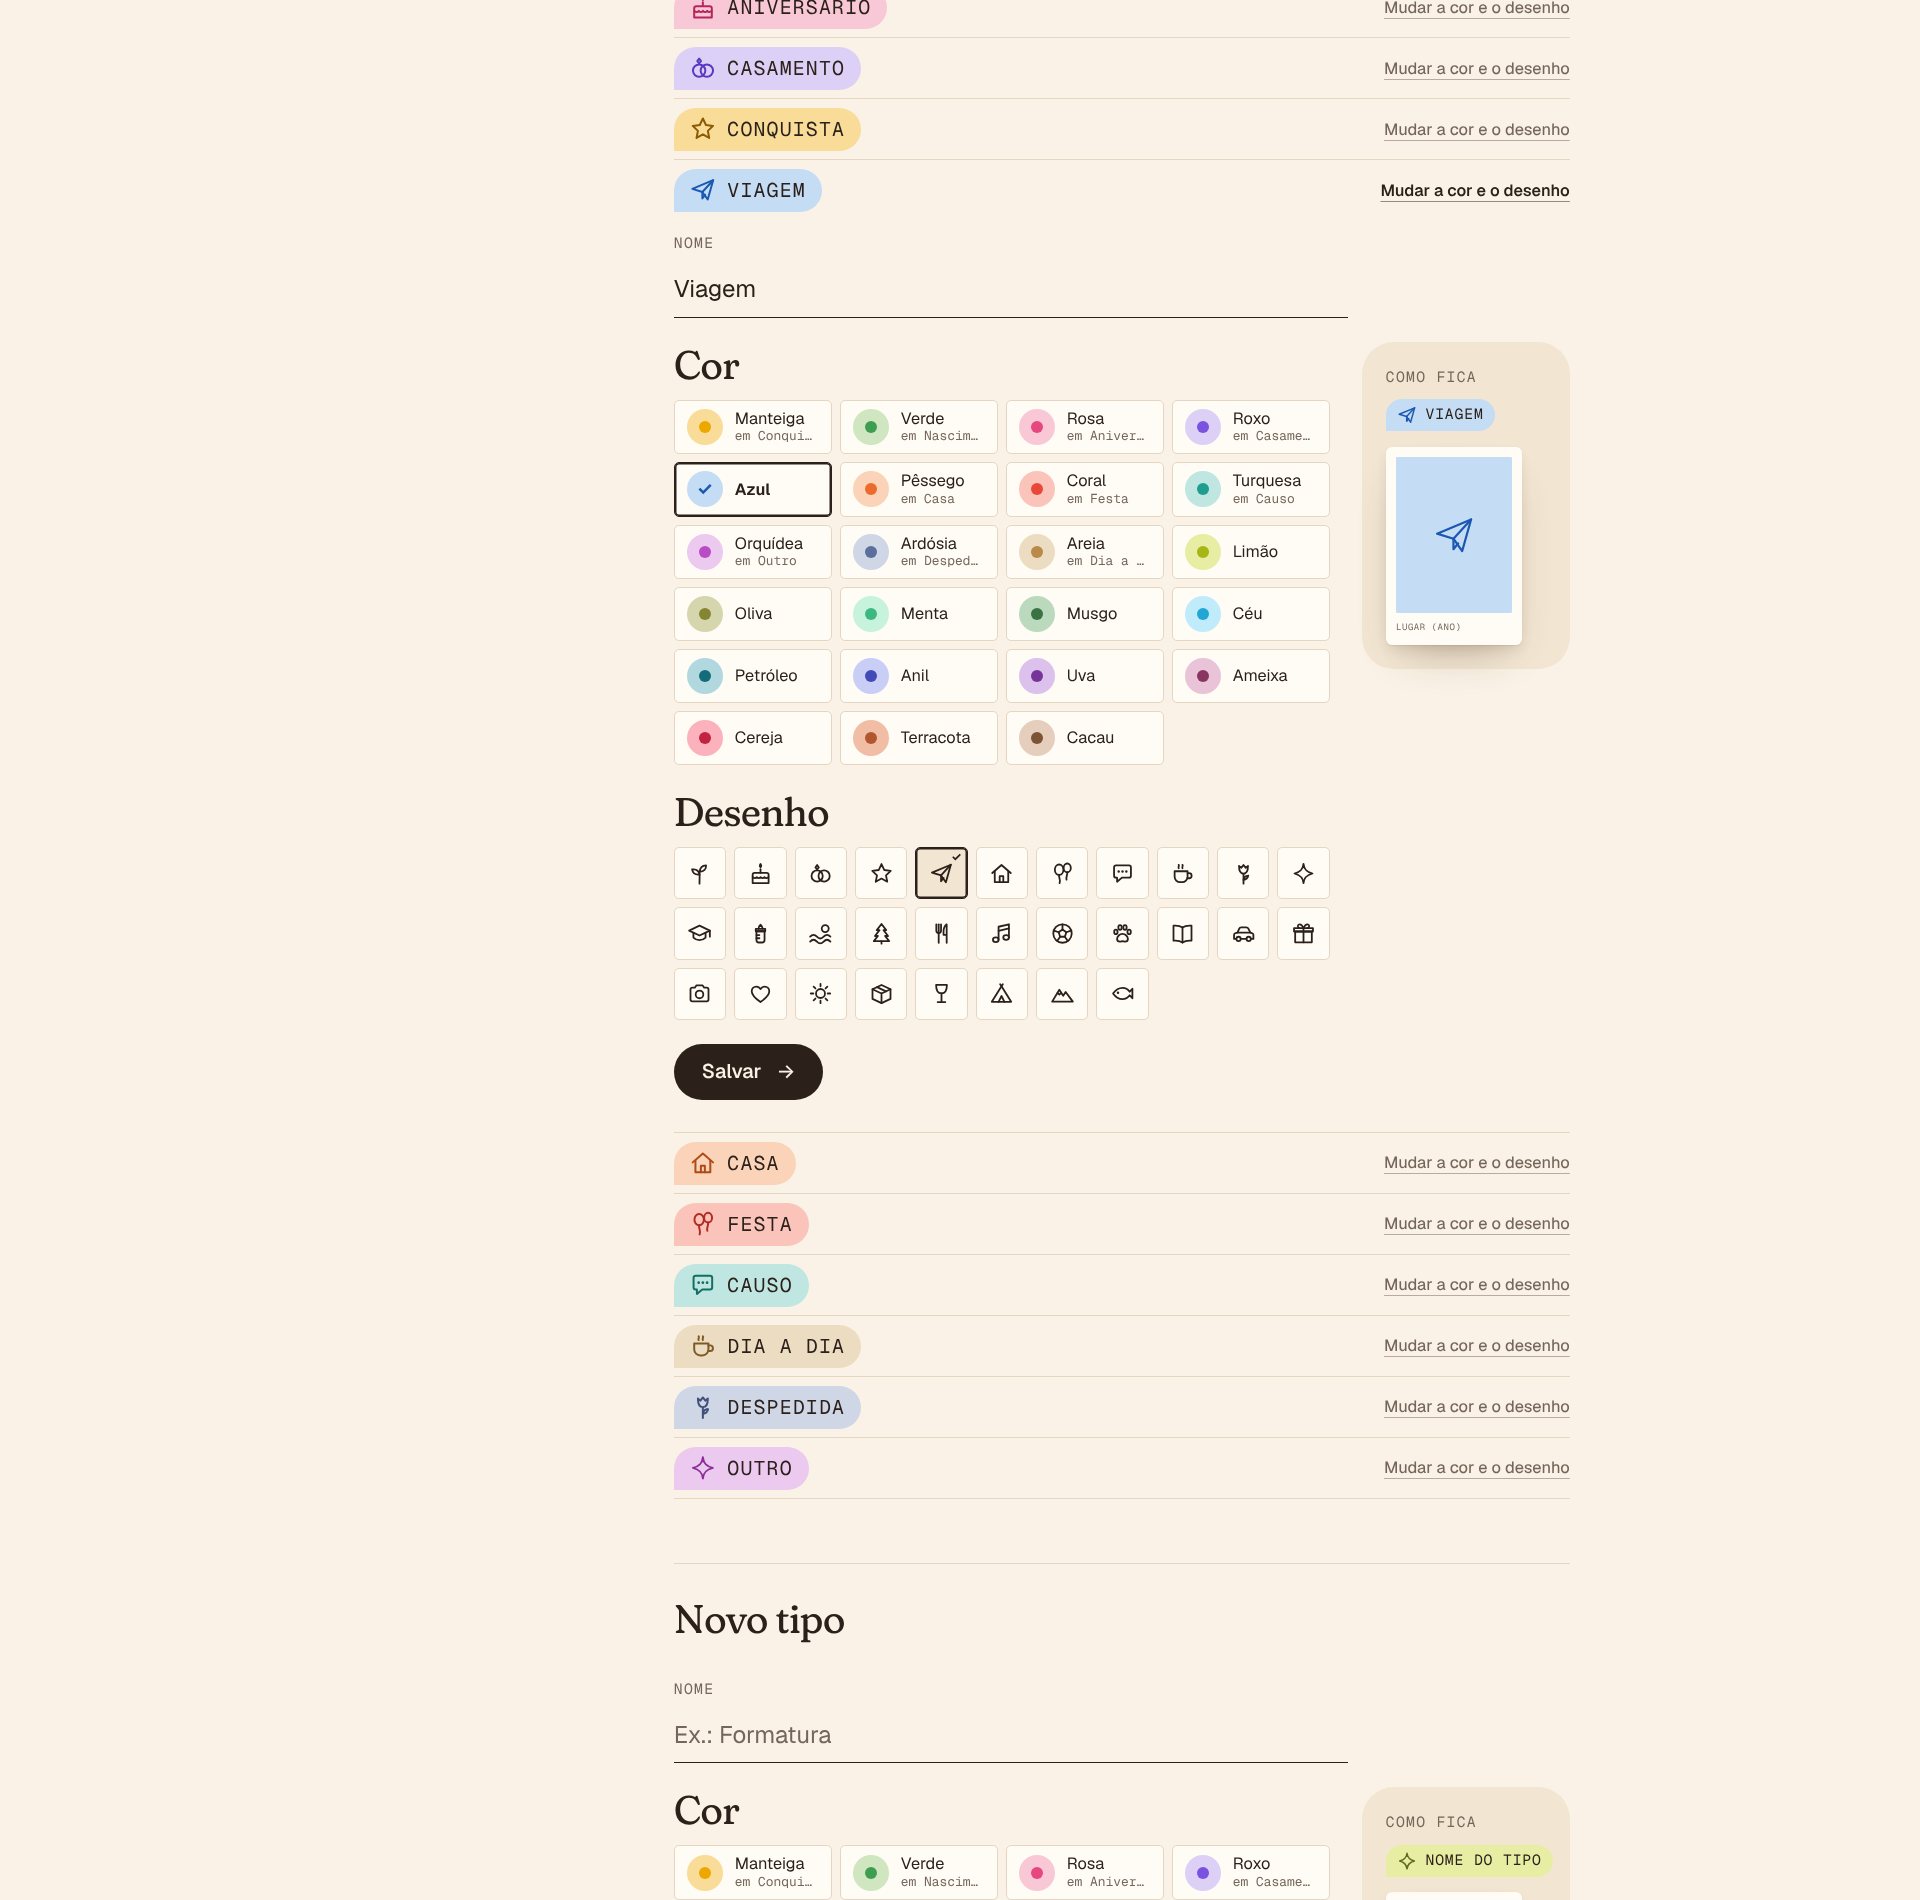 ANIVERSÁRIO Mudar a cor e o desenho
CASAMENTO Mudar a cor e o desenho
CONQUISTA Mudar a cor e o desenho
VIAGEM Mudar a cor e o desenho
NOME
Viagem
Cor
COMO FICA
VIAGEM
LUGAR (ANO)
Manteiga
em Conqui…
Verde
em Nascim…
Rosa
em Aniver…
Roxo
em Casame…
Azul
Pêssego
em Casa
Coral
em Festa
Turquesa
em Causo
Orquídea
em Outro
Ardósia
em Desped…
Areia
em Dia a …
Limão
Oliva
Menta
Musgo
Céu
Petróleo
Anil
Uva
Ameixa
Cereja
Terracota
Cacau
Desenho
Salvar
CASA Mudar a cor e o desenho
FESTA Mudar a cor e o desenho
CAUSO Mudar a cor e o desenho
DIA A DIA Mudar a cor e o desenho
DESPEDIDA Mudar a cor e o desenho
OUTRO Mudar a cor e o desenho
Novo tipo
NOME
Ex.: Formatura
Cor
COMO FICA
NOME DO TIPO
Manteiga
em Conqui…
Verde
em Nascim…
Rosa
em Aniver…
Roxo
em Casame…